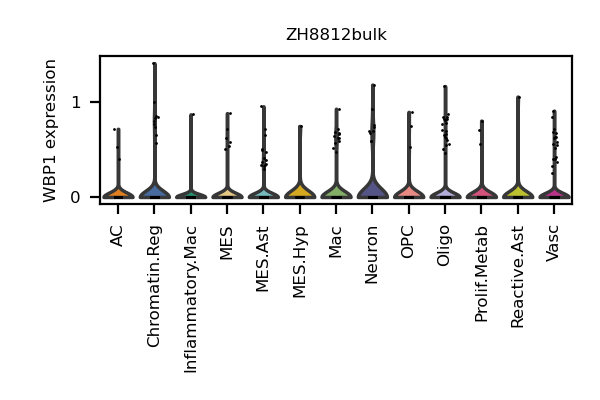 ZH8812bulk
WBP1 expression
1
0
AC
Chromatin.Reg
Inflammatory.Mac
MES
MES.Ast
MES.Hyp
Mac
Neuron
OPC
Oligo
Prolif.Metab
Reactive.Ast
Vasc